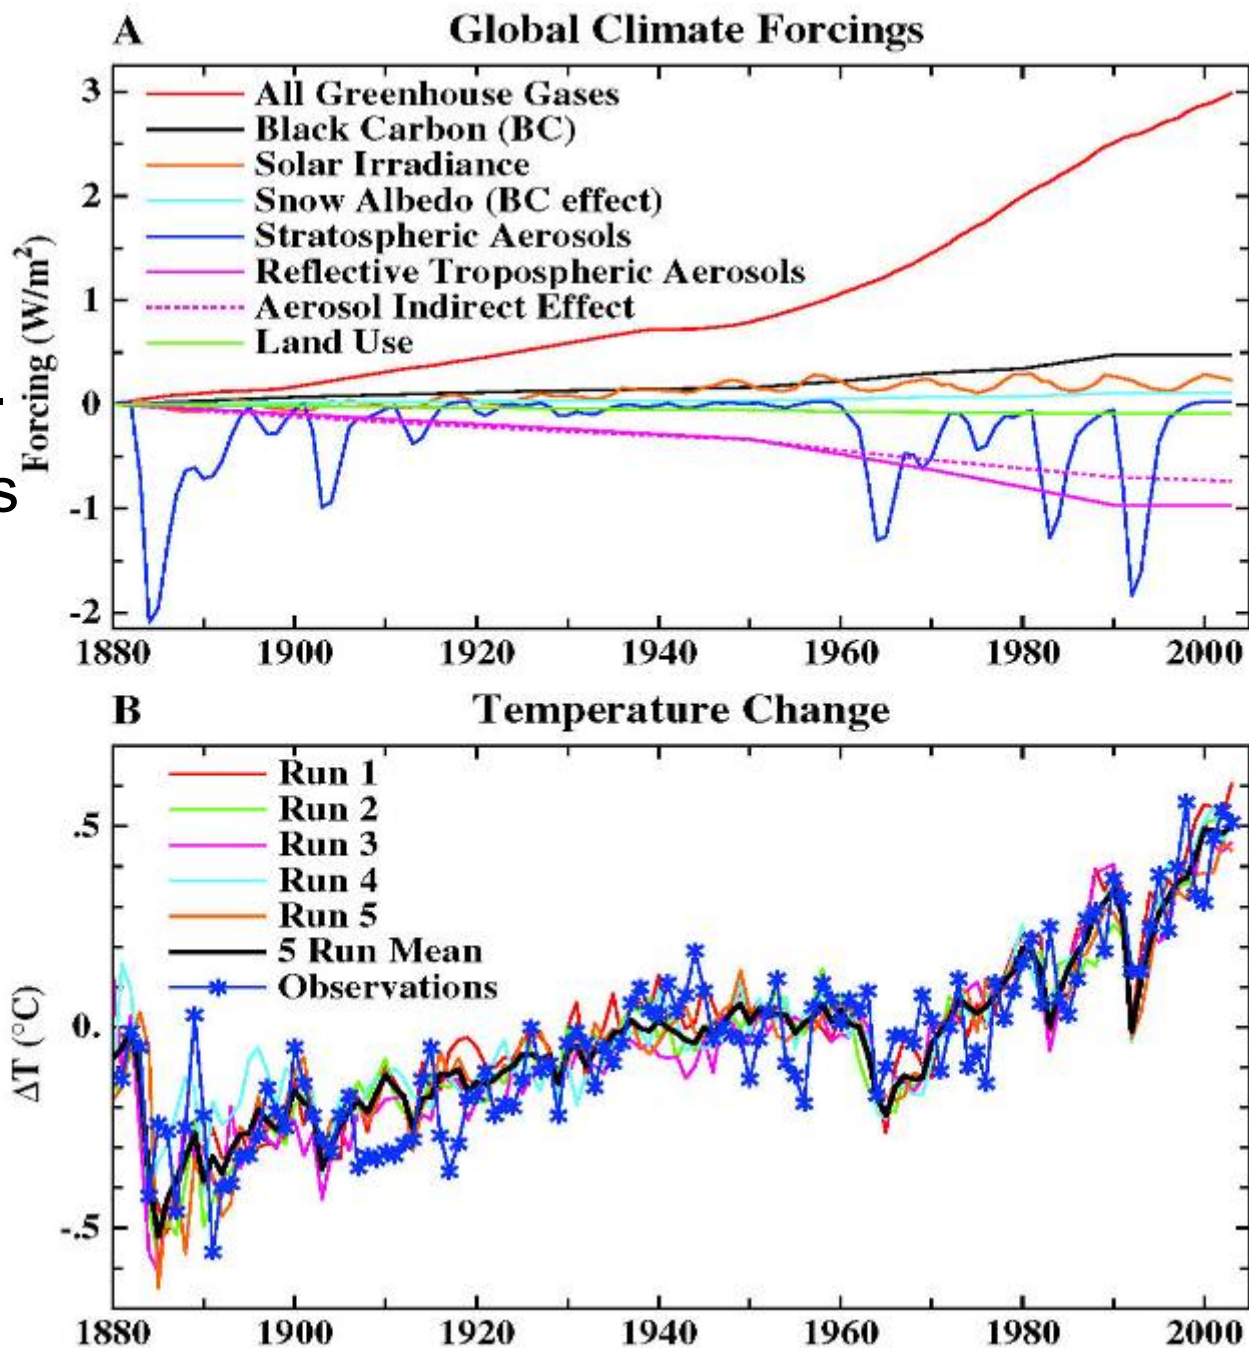 A Global Climate Forcings
All Greenhouse Gases
Black Carbon (BC)
Solar Irradiance
Snow Albedo (BC effect)
Stratospheric Aerosols
Reflective Tropospheric Aerosols
Aerosol Indirect Effect
Land Use
Forcing (W/m²)
3
2
1
0
-1
-2
s
1880 1900 1920 1940 1960 1980 2000
B Temperature Change
Run 1
Run 2
Run 3
Run 4
Run 5
5 Run Mean
Observations
ΔT (°C)
.5
0.
-.5
1880 1900 1920 1940 1960 1980 2000